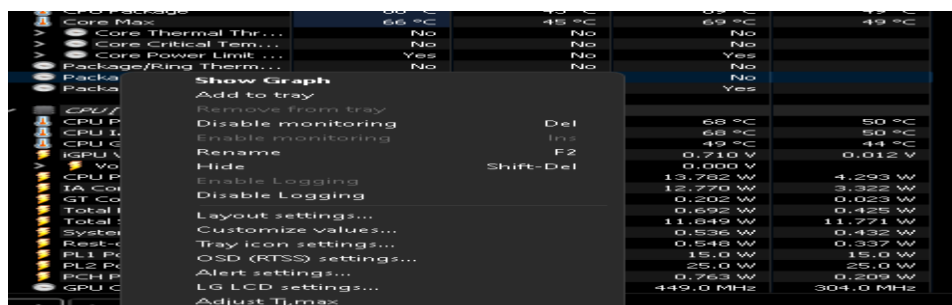 Core Max 66 °C 45 °C 69 °C 49 °C
Core Thermal Thr... No No No
Core Critical Tem... No No No
Core Power Limit ... Yes No Yes
Package/Ring Therm... No No No
Packa No
Packa Yes
Show Graph
Add to tray
Remove from tray
Disable monitoring Del
Enable monitoring Ins
Rename F2
Hide Shift-Del
Enable Logging
Disable Logging
Layout settings...
Customize values...
Tray icon settings...
OSD (RTSS) settings...
Alert settings...
LG LCD settings...
Adjust Tj,max
CPU [
CPU P 68 °C 50 °C
CPU I 68 °C 50 °C
CPU G 49 °C 44 °C
iGPU V 0.710 V 0.012 V
Vo 0.000 V
CPU P 13.782 W 4.293 W
IA Co 12.770 W 3.322 W
GT Co 0.202 W 0.023 W
Total 0.692 W 0.425 W
Total 11.849 W 11.771 W
Syste 0.536 W 0.432 W
Rest- 0.548 W 0.337 W
PL1 P 15.0 W 15.0 W
PL2 P 25.0 W 25.0 W
PCH P 0.763 W 0.209 W
GPU C 449.0 MHz 304.0 MHz